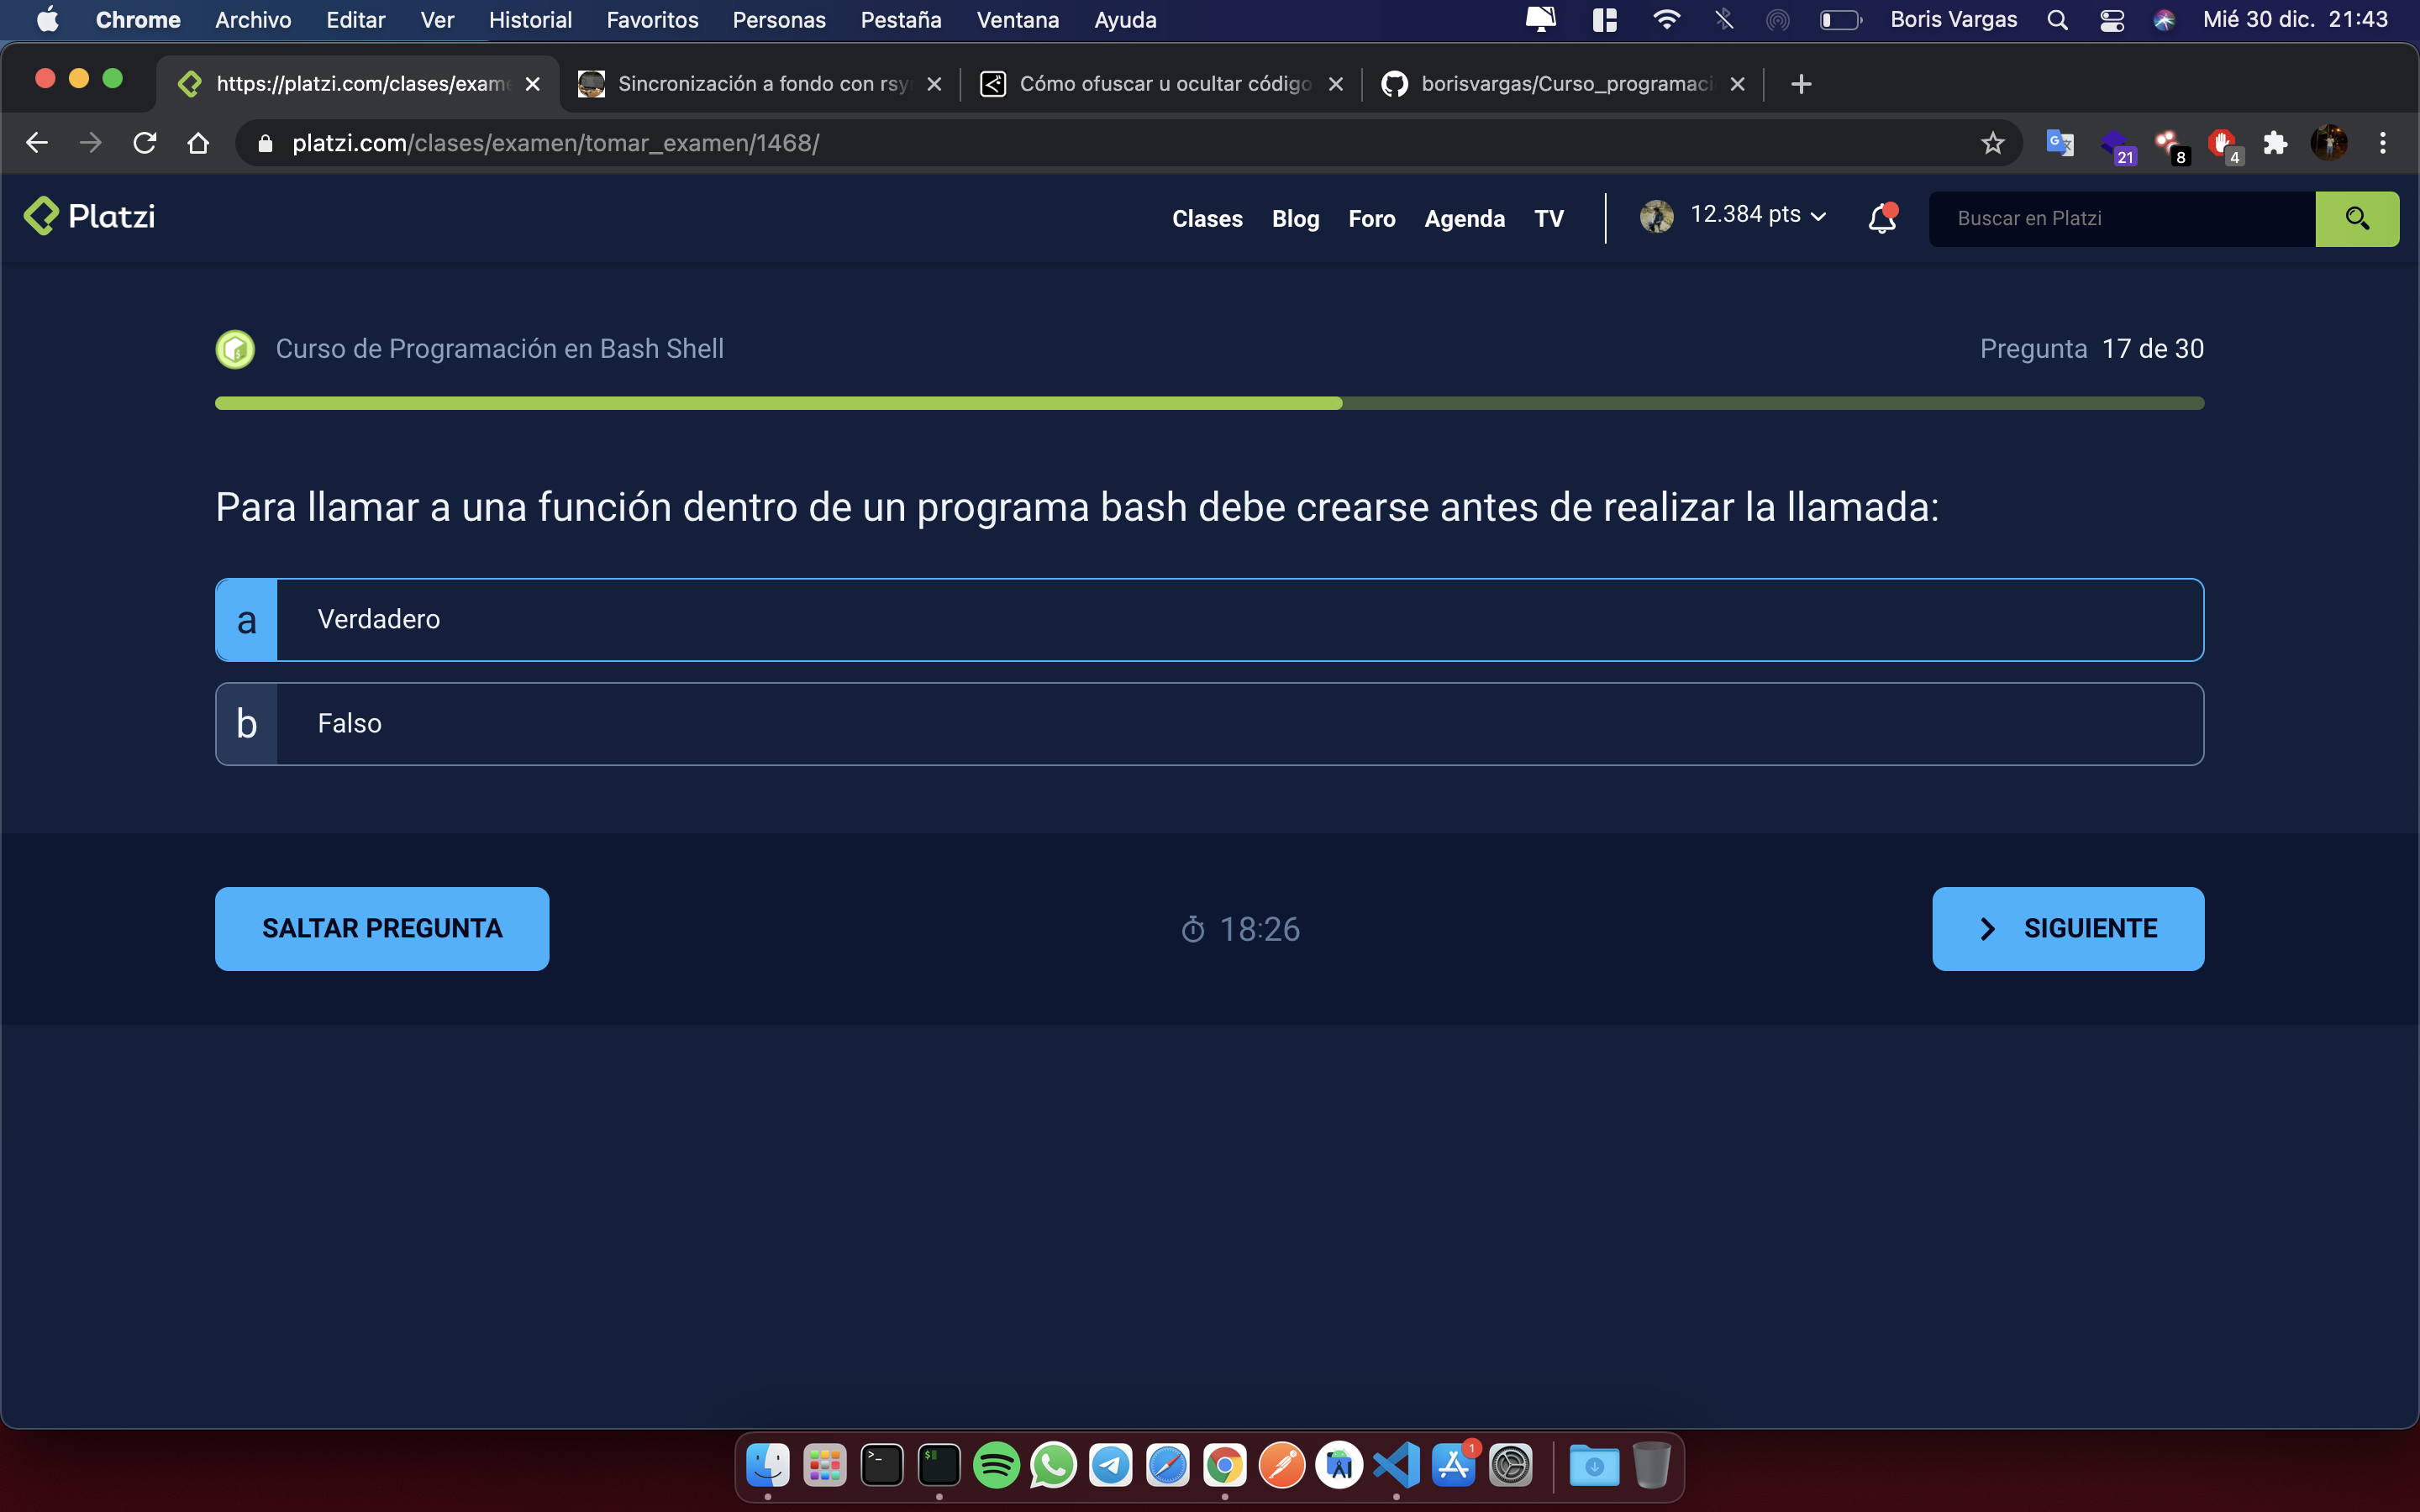 Chrome Archivo Editar Ver Historial Favoritos Personas Pestaña Ventana Ayuda Boris Vargas Mié 30 dic. 21:43
https://platzi.com/clases/exame Sincronización a fondo con rsy Cómo ofuscar u ocultar código borisvargas/Curso_programaci
platzi.com/clases/examen/tomar_examen/1468/ 21 8 4
Platzi Clases Blog Foro Agenda TV 12.384 pts Buscar en Platzi
Curso de Programación en Bash Shell Pregunta 17 de 30
Para llamar a una función dentro de un programa bash debe crearse antes de realizar la llamada:
a Verdadero
b Falso
SALTAR PREGUNTA 18:26 SIGUIENTE
1